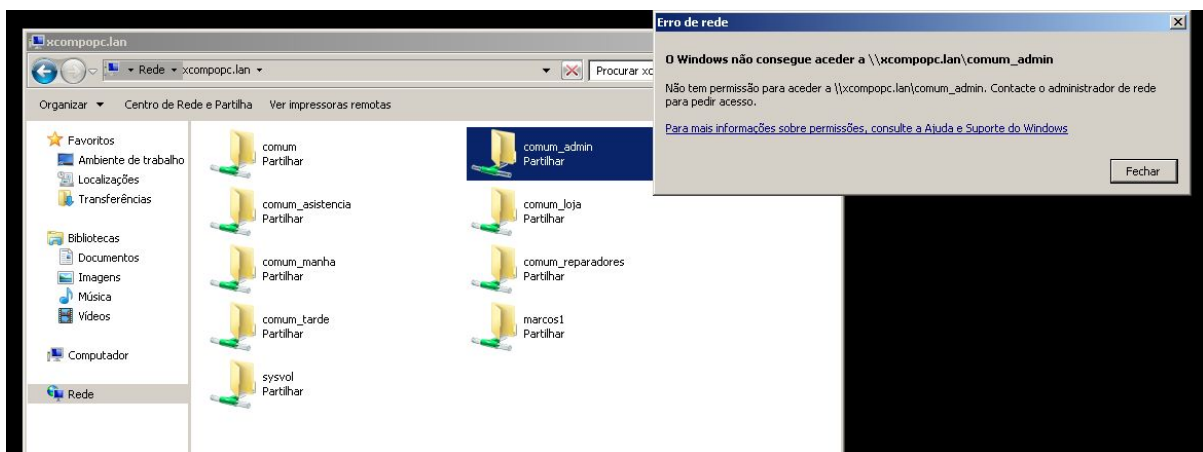 xcompopc.lan
Rede xcompopc.lan
Procurar xc
Organizar Centro de Rede e Partilha Ver impressoras remotas
Favoritos
Ambiente de trabalho
Localizações
Transferências
Bibliotecas
Documentos
Imagens
Música
Vídeos
Computador
Rede
comum
Partilhar
comum_admin
Partilhar
comum_asistencia
Partilhar
comum_loja
Partilhar
comum_manha
Partilhar
comum_reparadores
Partilhar
comum_tarde
Partilhar
marcos1
Partilhar
sysvol
Partilhar
Erro de rede
O Windows não consegue aceder a \\xcompopc.lan\comum_admin
Não tem permissão para aceder a \\xcompopc.lan\comum_admin. Contacte o administrador de rede
para pedir acesso.
Para mais informações sobre permissões, consulte a Ajuda e Suporte do Windows
Fechar